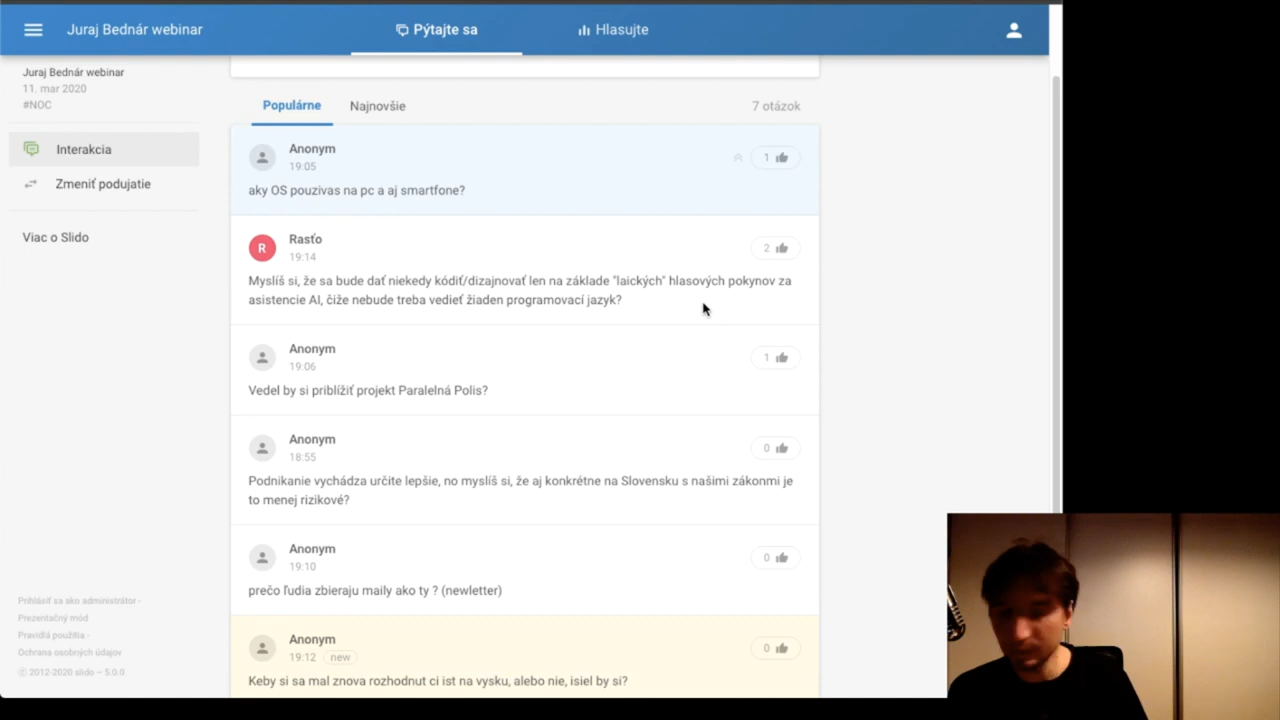 Juraj Bednár webinar
Pýtajte sa
Hlasujte
Juraj Bednár webinar
11. mar 2020
#NOC
Interakcia
Zmeniť podujatie
Viac o Slido
Populárne
Najnovšie
7 otázok
Anonym
19:05
1
aky OS pouzivas na pc a aj smartfone?
R
Rasťo
19:14
2
Myslíš si, že sa bude dať niekedy kódiť/dizajnovať len na základe "laických" hlasových pokynov za
asistencie AI, čiže nebude treba vedieť žiaden programovací jazyk?
Anonym
19:06
1
Vedel by si priblížiť projekt Paralelná Polis?
Anonym
18:55
0
Podnikanie vychádza určite lepšie, no myslíš si, že aj konkrétne na Slovensku s našimi zákonmi je
to menej rizikové?
Anonym
19:10
0
prečo ľudia zbieraju maily ako ty ? (newletter)
Anonym
19:12 new
0
Keby si sa mal znova rozhodnut ci ist na vysku, alebo nie, isiel by si?
Prihlásiť sa ako administrátor -
Prezentačný mód
Pravidlá použitia -
Ochrana osobných údajov
© 2012-2020 slido – 5.0.0